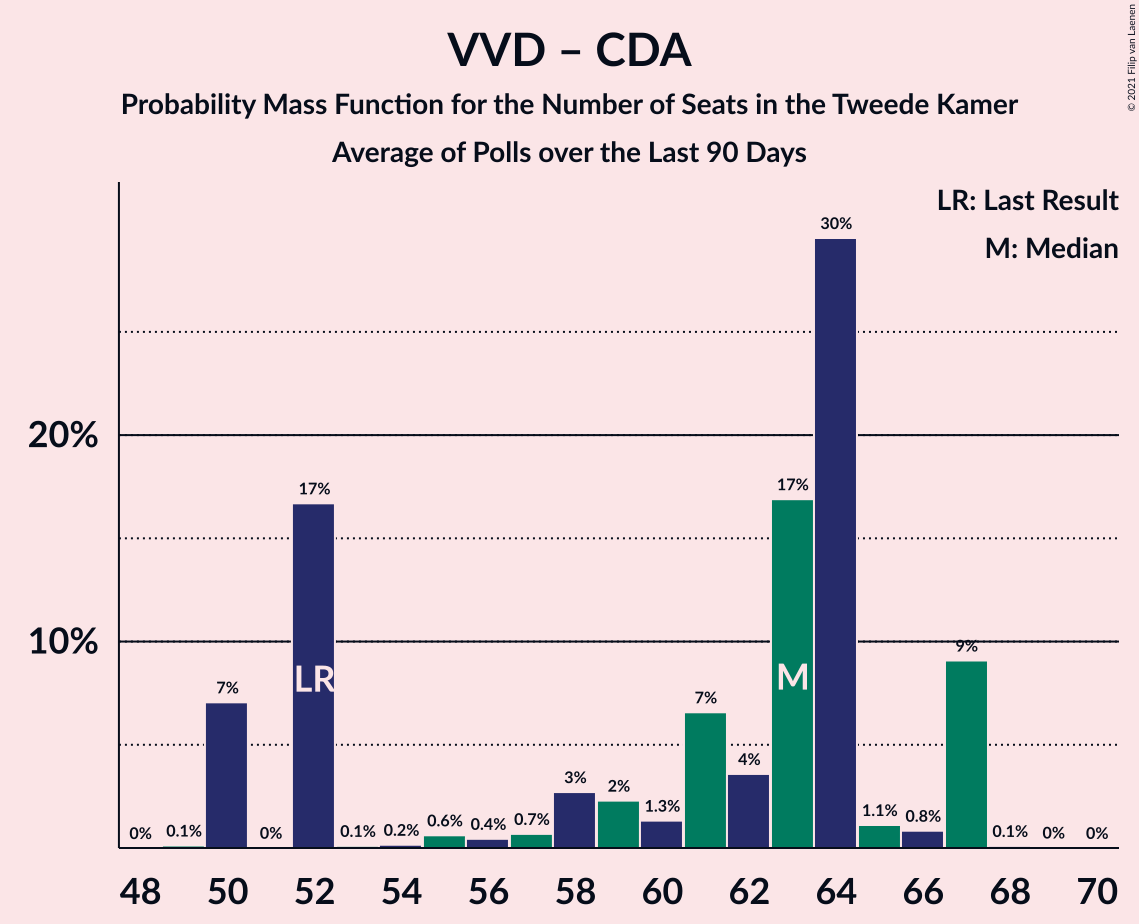 VVD – CDA
Probability Mass Function for the Number of Seats in the Tweede Kamer
Average of Polls over the Last 90 Days
© 2021 Filip van Laenen
LR: Last Result
M: Median
20%
10%
0%
0.1%
7%
0%
17%
0.1%
0.2%
0.6%
0.4%
0.7%
3%
2%
1.3%
7%
4%
17%
30%
1.1%
0.8%
9%
0.1%
0%
0%
LR
M
48 50 52 54 56 58 60 62 64 66 68 70